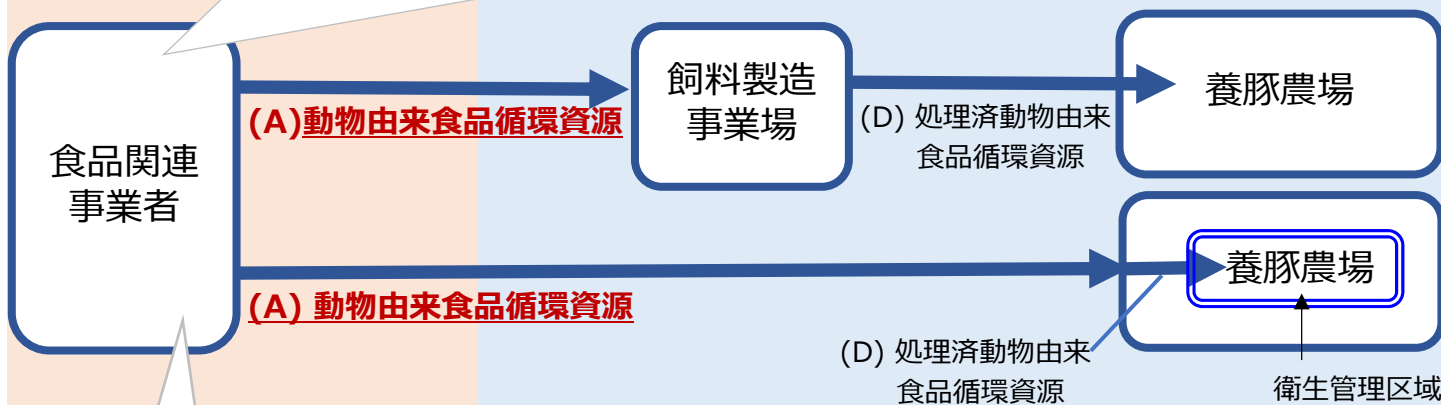 食品関連
事業者
(A)動物由来食品循環資源
飼料製造
事業場
(D) 処理済動物由来
食品循環資源
養豚農場
(A) 動物由来食品循環資源
養豚農場
(D) 処理済動物由来
食品循環資源
衛生管理区域